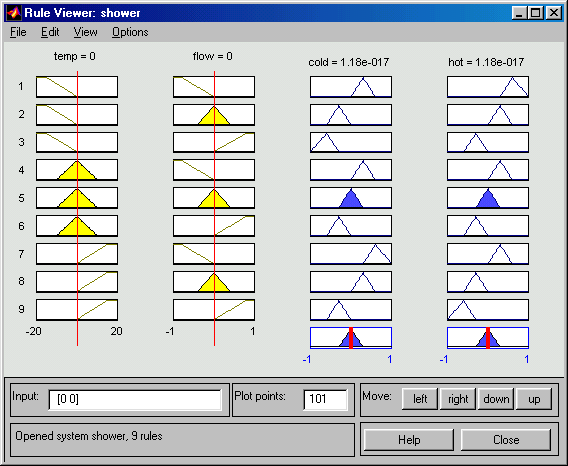 Rule Viewer: shower
File Edit View Options
temp = 0 flow = 0 cold = 1.18e-017 hot = 1.18e-017
1
2
3
4
5
6
7
8
9
-20 20 -1 1
-1 1 -1 1
Input: [0 0] Plot points: 101 Move: left right down up
Opened system shower, 9 rules Help Close